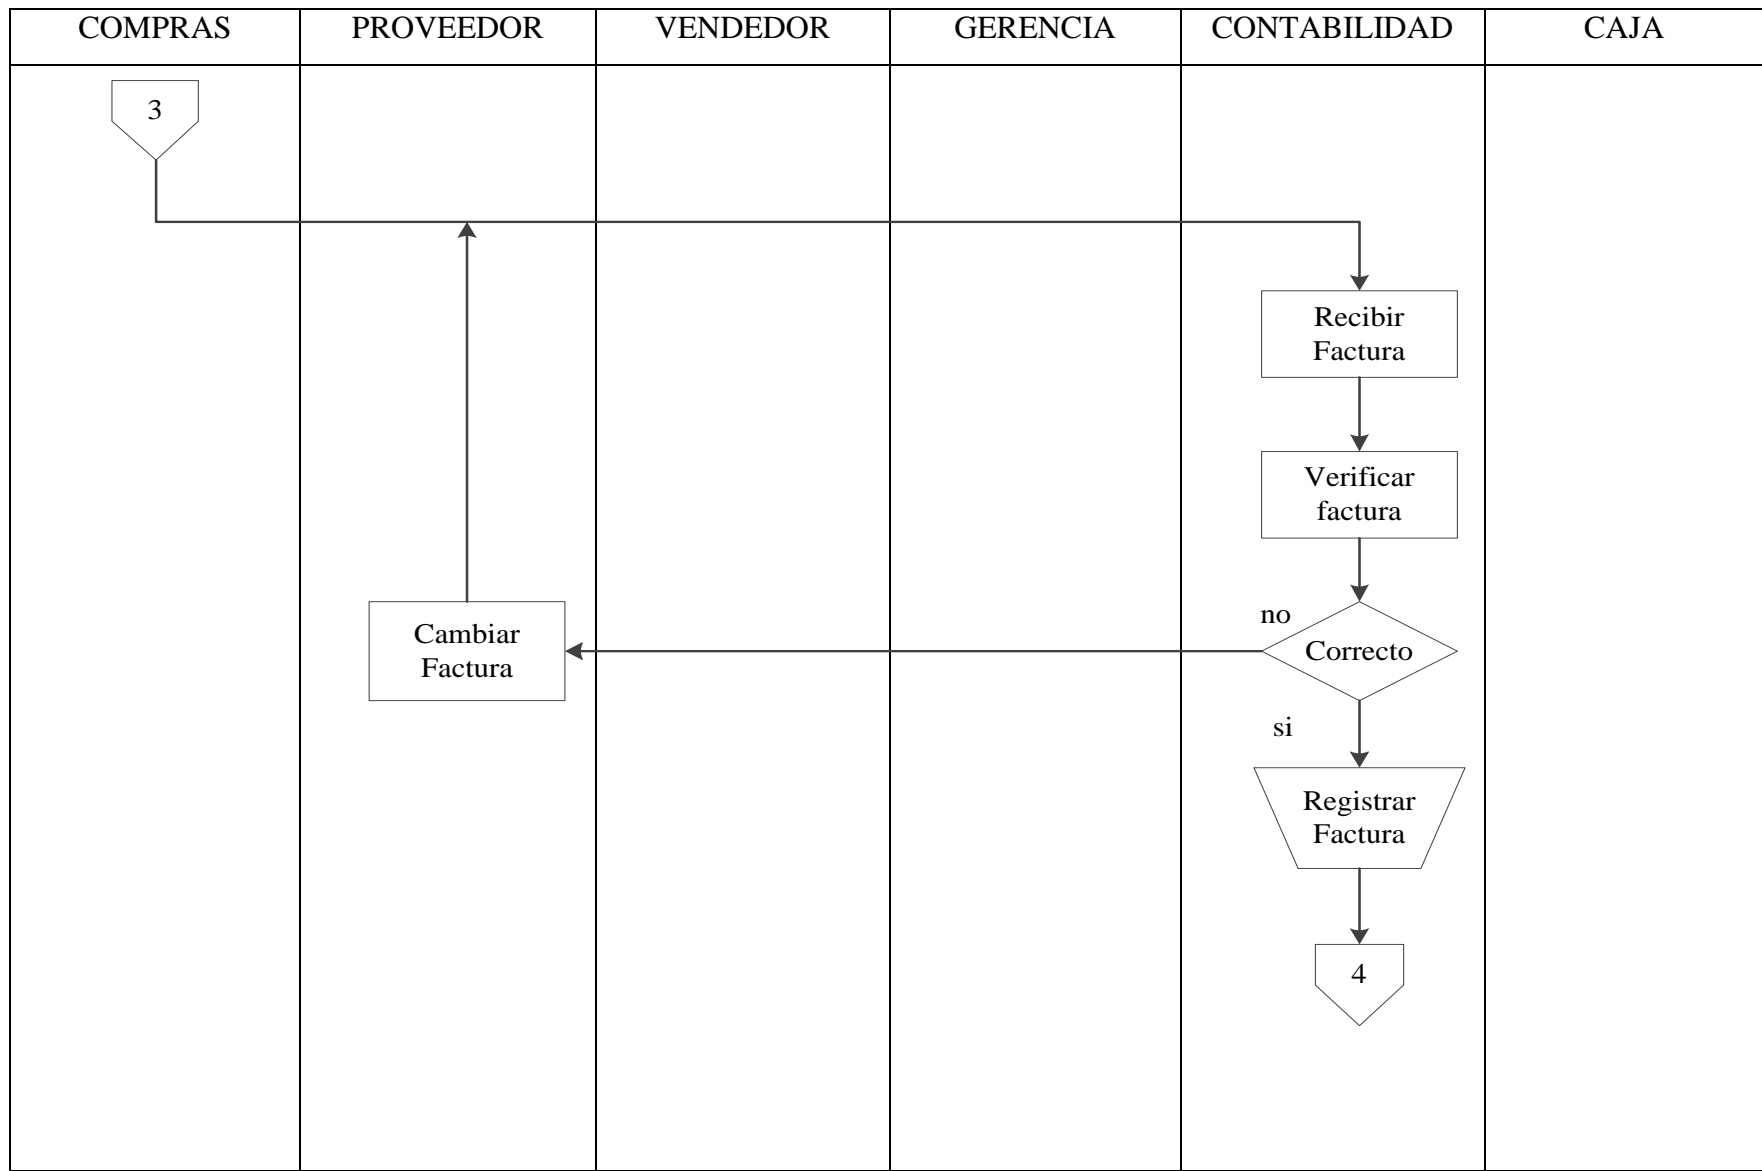 COMPRAS
PROVEEDOR
VENDEDOR
GERENCIA
CONTABILIDAD
CAJA
3
Recibir
Factura
Verificar
factura
no
Correcto
Cambiar
Factura
si
Registrar
Factura
4